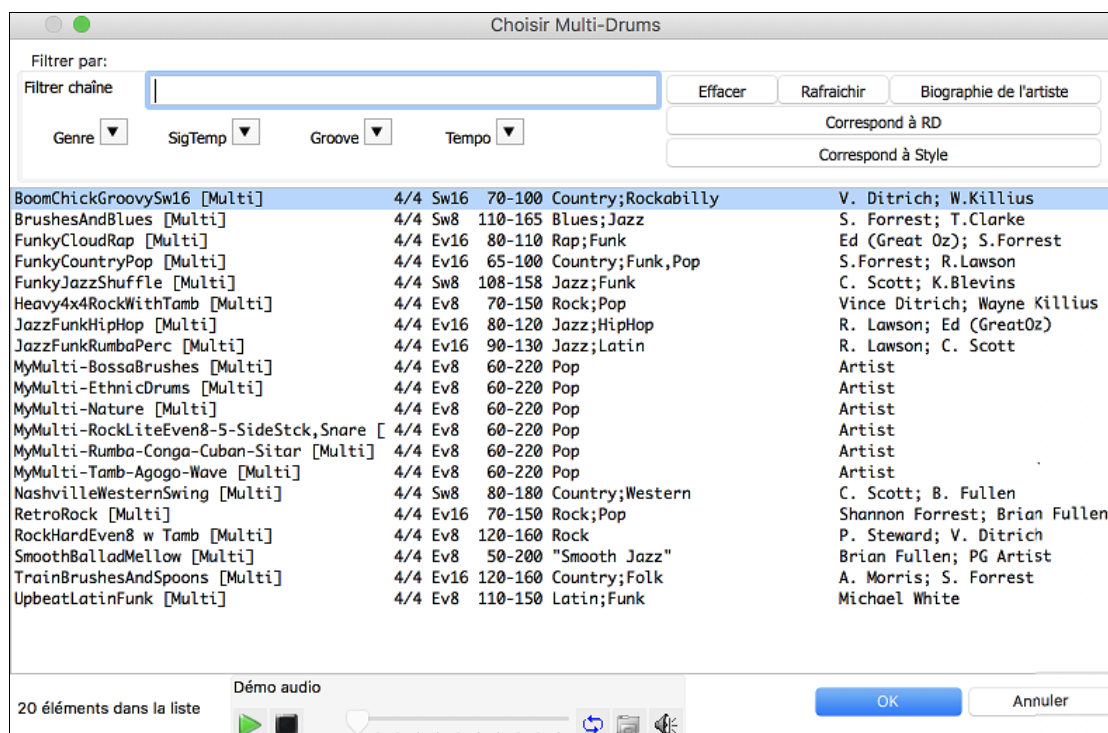 Choisir Multi-Drums
Filtrer par:
Filtrer chaîne
Effacer Rafraichir Biographie de l'artiste
Correspond à RD
Genre SigTemp Groove Tempo
Correspond à Style
BoomChickGroovySw16 [Multi] 4/4 Sw16 70-100 Country;Rockabilly V. Ditrich; W.Killius
BrushesAndBlues [Multi] 4/4 Sw8 110-165 Blues;Jazz S. Forrest; T.Clarke
FunkyCloudRap [Multi] 4/4 Ev16 80-110 Rap;Funk Ed (Great Oz); S.Forrest
FunkyCountryPop [Multi] 4/4 Ev16 65-100 Country;Funk,Pop S.Forrest; R.Lawson
FunkyJazzShuffle [Multi] 4/4 Sw8 108-158 Jazz;Funk C. Scott; K.Blevins
Heavy4x4RockWithTamb [Multi] 4/4 Ev8 70-150 Rock;Pop Vince Ditrich; Wayne Killius
JazzFunkHipHop [Multi] 4/4 Ev16 80-120 Jazz;HipHop R. Lawson; Ed (GreatOz)
JazzFunkRumbaPerc [Multi] 4/4 Ev16 90-130 Jazz;Latin R. Lawson; C. Scott
MyMulti-BossaBrushes [Multi] 4/4 Ev8 60-220 Pop Artist
MyMulti-EthnicDrums [Multi] 4/4 Ev8 60-220 Pop Artist
MyMulti-Nature [Multi] 4/4 Ev8 60-220 Pop Artist
MyMulti-RockLiteEven8-5-SideStck,Snare [ 4/4 Ev8 60-220 Pop Artist
MyMulti-Rumba-Conga-Cuban-Sitar [Multi] 4/4 Ev8 60-220 Pop Artist
MyMulti-Tamb-Agogo-Wave [Multi] 4/4 Ev8 60-220 Pop Artist
NashvilleWesternSwing [Multi] 4/4 Sw8 80-180 Country;Western C. Scott; B. Fullen
RetroRock [Multi] 4/4 Ev16 70-150 Rock;Pop Shannon Forrest; Brian Fullen
RockHardEven8 w Tamb [Multi] 4/4 Ev8 120-160 Rock P. Steward; V. Ditrich
SmoothBalladMellow [Multi] 4/4 Ev8 50-200 "Smooth Jazz" Brian Fullen; PG Artist
TrainBrushesAndSpoons [Multi] 4/4 Ev16 120-160 Country;Folk A. Morris; S. Forrest
UpbeatLatinFunk [Multi] 4/4 Ev8 110-150 Latin;Funk Michael White
Démo audio
20 éléments dans la liste
OK Annuler